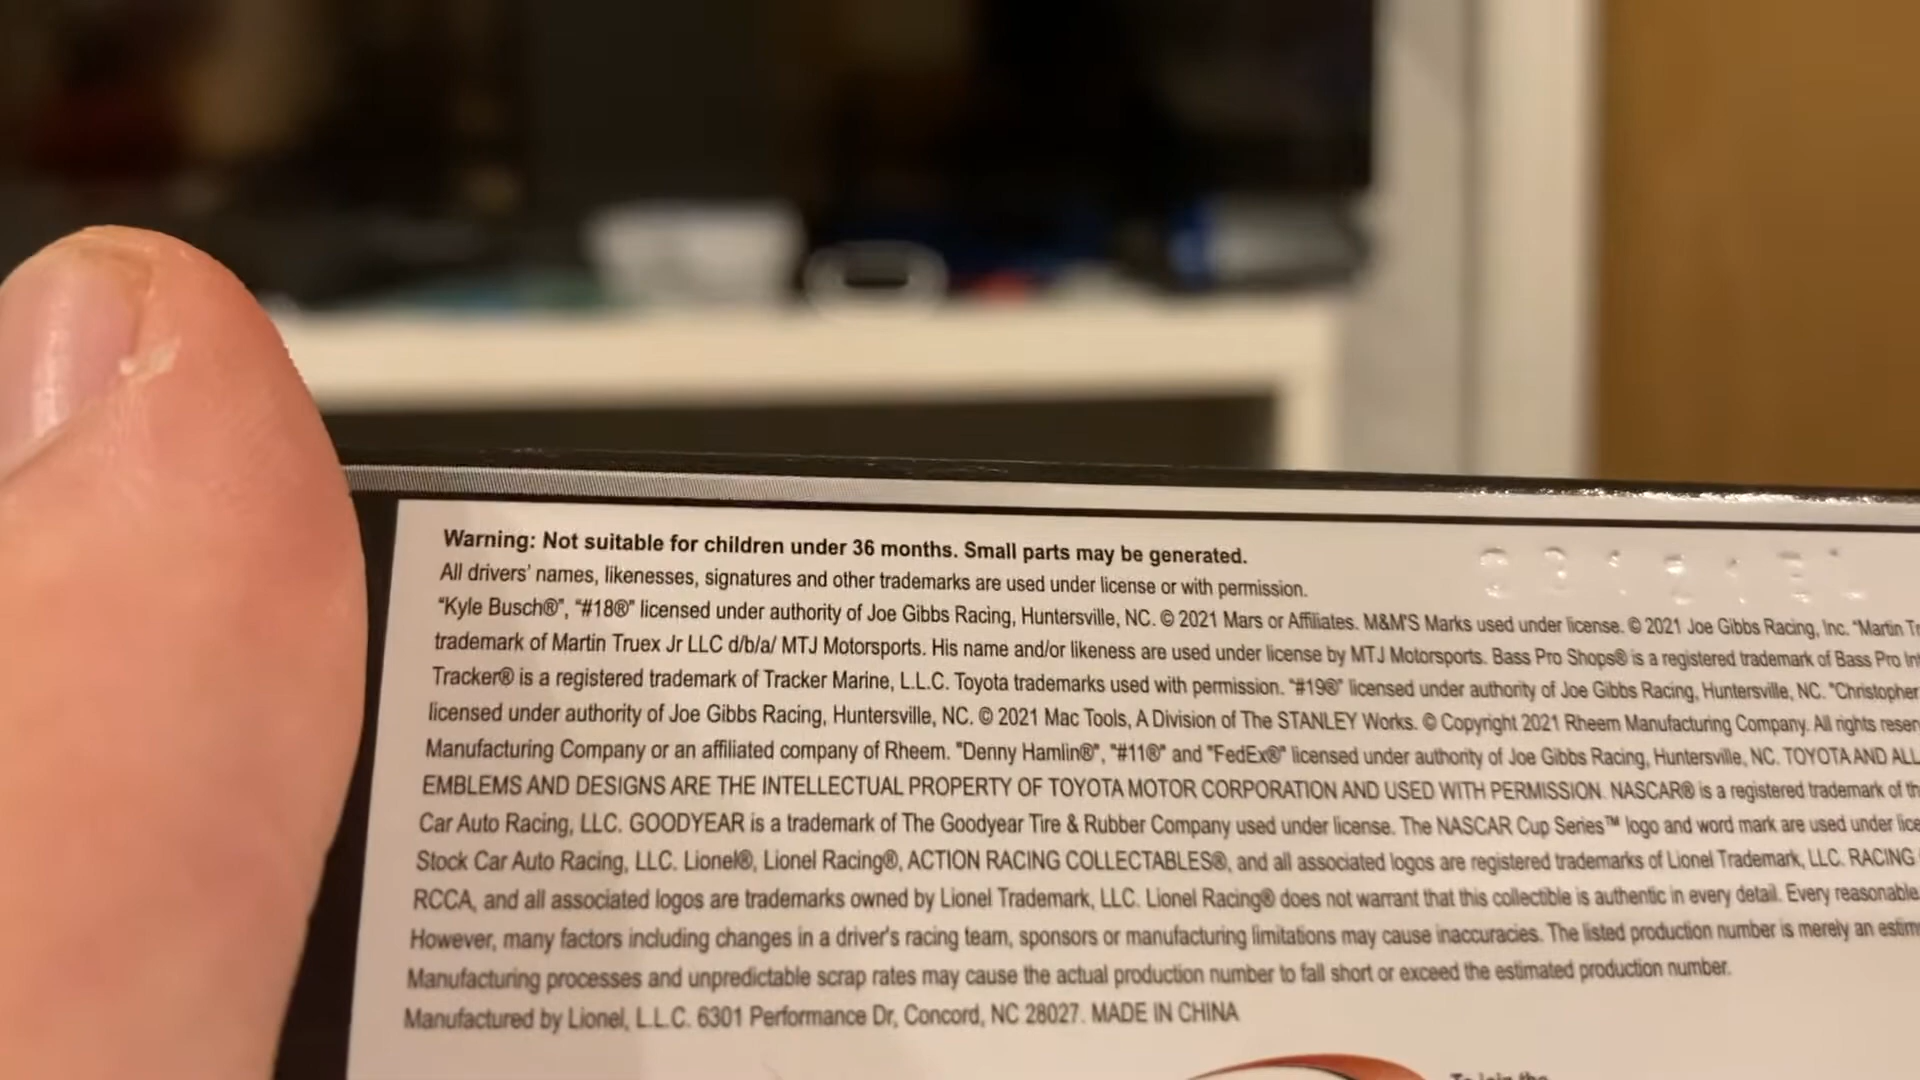 Warning: Not suitable for children under 36 months. Small parts may be generated.
All drivers' names, likenesses, signatures and other trademarks are used under license or with permission.
"Kyle Busch®", "#18®" licensed under authority of Joe Gibbs Racing, Huntersville, NC. © 2021 Mars or Affiliates. M&M'S Marks used under license. © 2021 Joe Gibbs Racing, Inc. "Martin
trademark of Martin Truex Jr LLC d/b/a/ MTJ Motorsports. His name and/or likeness are used under license by MTJ Motorsports. Bass Pro Shops® is a registered trademark of Bass Pro
Tracker® is a registered trademark of Tracker Marine, L.L.C. Toyota trademarks used with permission. "#19®" licensed under authority of Joe Gibbs Racing, Huntersville, NC. "Christopher
licensed under authority of Joe Gibbs Racing, Huntersville, NC. © 2021 Mac Tools, A Division of The STANLEY Works. © Copyright 2021 Rheem Manufacturing Company. All rights
Manufacturing Company or an affiliated company of Rheem. "Denny Hamlin®", "#11®" and "FedEx®" licensed under authority of Joe Gibbs Racing, Huntersville, NC. TOYOTA AND ALL
EMBLEMS AND DESIGNS ARE THE INTELLECTUAL PROPERTY OF TOYOTA MOTOR CORPORATION AND USED WITH PERMISSION. NASCAR® is a registered trademark of
Car Auto Racing, LLC. GOODYEAR is a trademark of The Goodyear Tire & Rubber Company used under license. The NASCAR Cup Series™ logo and word mark are used under
Stock Car Auto Racing, LLC. Lionel®, Lionel Racing®, ACTION RACING COLLECTABLES®, and all associated logos are registered trademarks of Lionel Trademark, LLC. RACING
RCCA, and all associated logos are trademarks owned by Lionel Trademark, LLC. Lionel Racing® does not warrant that this collectible is authentic in every detail. Every reasonable
However, many factors including changes in a driver's racing team, sponsors or manufacturing limitations may cause inaccuracies. The listed production number is merely an
Manufacturing processes and unpredictable scrap rates may cause the actual production number to fall short or exceed the estimated production number.
Manufactured by Lionel, L.L.C. 6301 Performance Dr, Concord, NC 28027. MADE IN CHINA